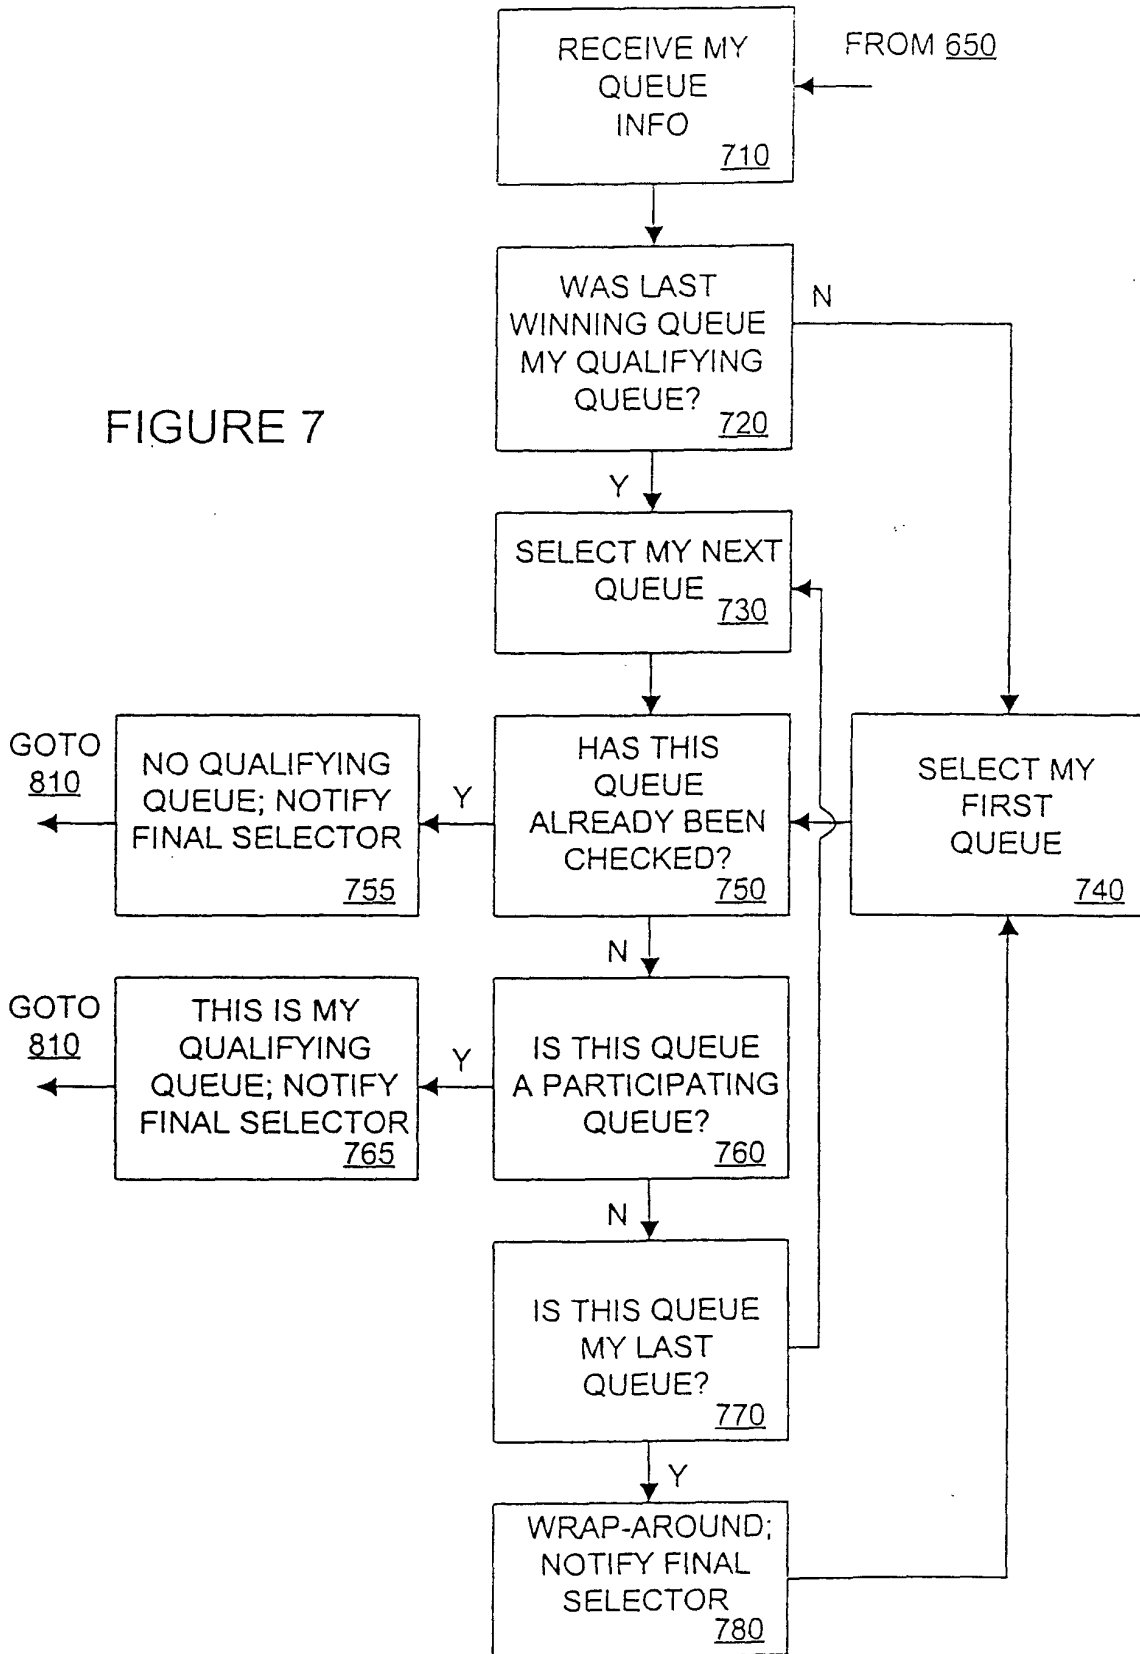 RECEIVE MY
QUEUE
INFO
710
FROM 650
WAS LAST
WINNING QUEUE
MY QUALIFYING
QUEUE?
720
N
FIGURE 7
Y
SELECT MY NEXT
QUEUE
730
GOTO
810
NO QUALIFYING
QUEUE; NOTIFY
FINAL SELECTOR
755
Y
HAS THIS
QUEUE
ALREADY BEEN
CHECKED?
750
SELECT MY
FIRST
QUEUE
740
N
GOTO
810
THIS IS MY
QUALIFYING
QUEUE; NOTIFY
FINAL SELECTOR
765
Y
IS THIS QUEUE
A PARTICIPATING
QUEUE?
760
N
IS THIS QUEUE
MY LAST
QUEUE?
770
Y
WRAP-AROUND;
NOTIFY FINAL
SELECTOR
780